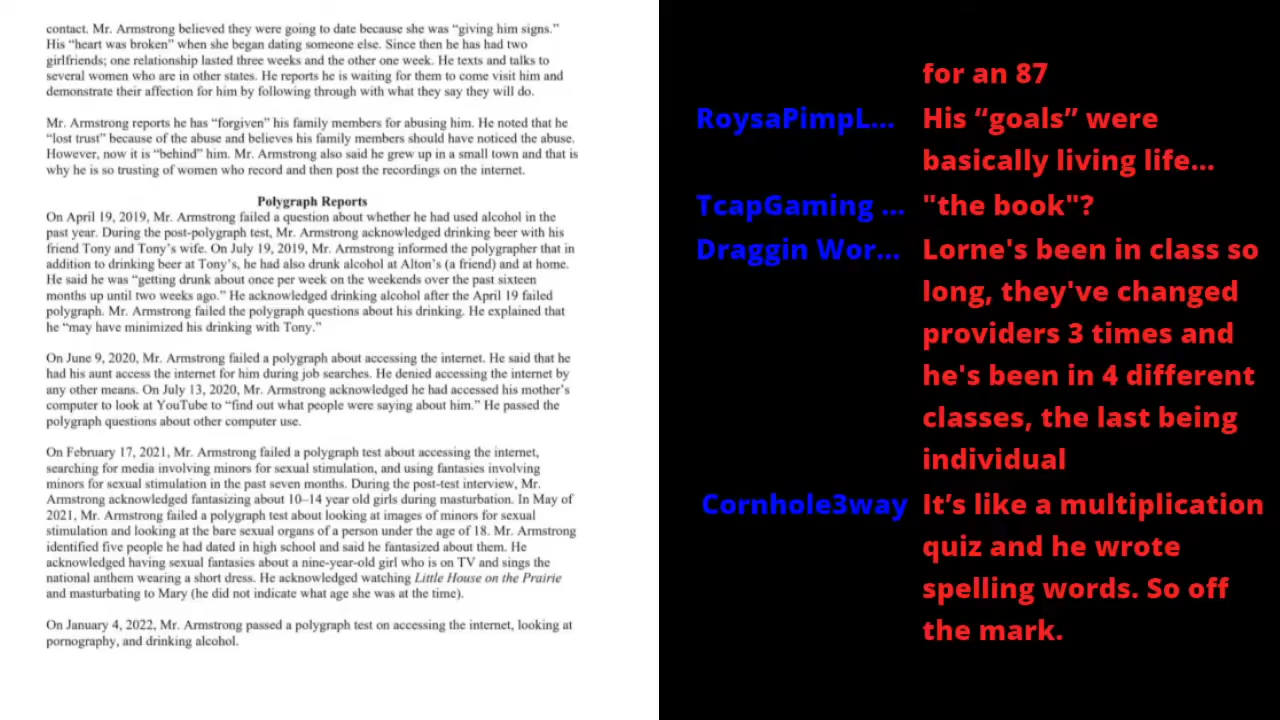 contact. Mr. Armstrong believed they were going to date because she was “giving him signs.”
His “heart was broken” when she began dating someone else. Since then he has had two
girlfriends; one relationship lasted three weeks and the other one week. He texts and talks to
several women who are in other states. He reports he is waiting for them to come visit him and
demonstrate their affection for him by following through with what they say they will do.
Mr. Armstrong reports he has “forgiven” his family members for abusing him. He noted that he
“lost trust” because of the abuse and believes his family members should have noticed the abuse.
However, now it is “behind” him. Mr. Armstrong also said he grew up in a small town and that is
why he is so trusting of women who record and then post the recordings on the internet.
Polygraph Reports
On April 19, 2019, Mr. Armstrong failed a question about whether he had used alcohol in the
past year. During the post-polygraph test, Mr. Armstrong acknowledged drinking beer with his
friend Tony and Tony’s wife. On July 19, 2019, Mr. Armstrong informed the polygrapher that in
addition to drinking beer at Tony’s, he had also drunk alcohol at Alton’s (a friend) and at home.
He said he was “getting drunk about once per week on the weekends over the past sixteen
months up until two weeks ago.” He acknowledged drinking alcohol after the April 19 failed
polygraph. Mr. Armstrong failed the polygraph questions about his drinking. He explained that
he “may have minimized his drinking with Tony.”
On June 9, 2020, Mr. Armstrong failed a polygraph about accessing the internet. He said that he
had his aunt access the internet for him during job searches. He denied accessing the internet by
any other means. On July 13, 2020, Mr. Armstrong acknowledged he had accessed his mother’s
computer to look at YouTube to “find out what people were saying about him.” He passed the
polygraph questions about other computer use.
On February 17, 2021, Mr. Armstrong failed a polygraph test about accessing the internet,
searching for media involving minors for sexual stimulation, and using fantasies involving
minors for sexual stimulation in the past seven months. During the post-test interview, Mr.
Armstrong acknowledged fantasizing about 10–14 year old girls during masturbation. In May of
2021, Mr. Armstrong failed a polygraph test about looking at images of minors for sexual
stimulation and looking at the bare sexual organs of a person under the age of 18. Mr. Armstrong
identified five people he had dated in high school and said he fantasized about them. He
acknowledged having sexual fantasies about a nine-year-old girl who is on TV and sings the
national anthem wearing a short dress. He acknowledged watching Little House on the Prairie
and masturbating to Mary (he did not indicate what age she was at the time).
On January 4, 2022, Mr. Armstrong passed a polygraph test on accessing the internet, looking at
pornography, and drinking alcohol.
for an 87
RoysaPimpL... His “goals” were
basically living life...
TcapGaming ... "the book"?
Draggin Wor... Lorne's been in class so
long, they've changed
providers 3 times and
he's been in 4 different
classes, the last being
individual
Cornhole3way It’s like a multiplication
quiz and he wrote
spelling words. So off
the mark.